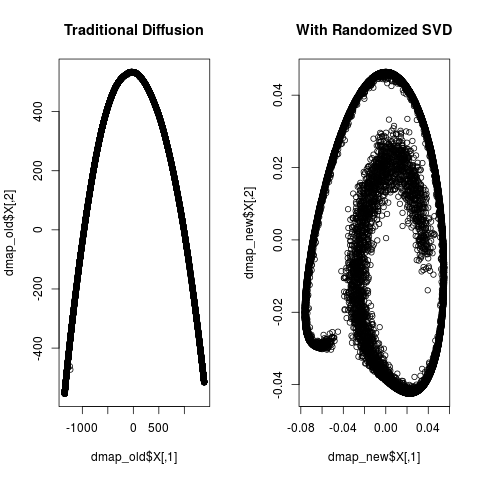 Traditional Diffusion
dmap_old$X[,2]
400
200
0
-200
-400
-1000
0
500
dmap_old$X[,1]
With Randomized SVD
dmap_new$X[,2]
0.04
0.02
0.00
-0.02
-0.04
-0.08
-0.04
0.00
0.04
dmap_new$X[,1]